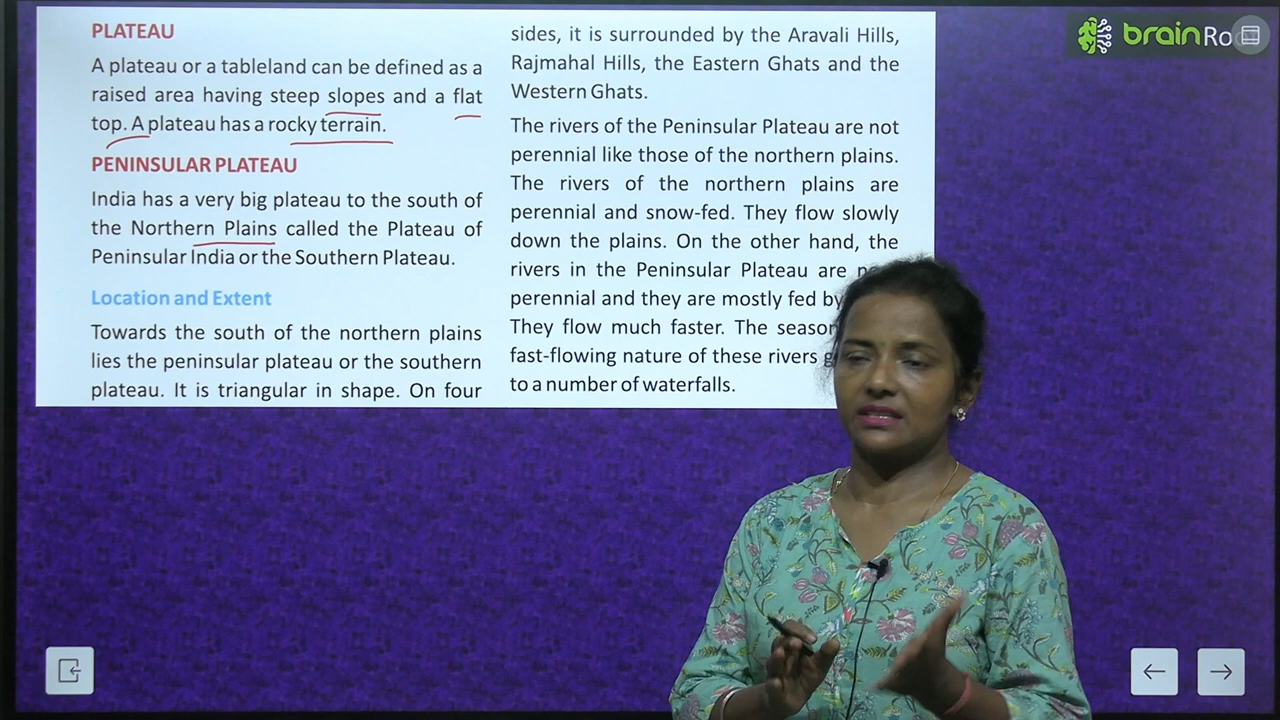 PLATEAU
A plateau or a tableland can be defined as a
raised area having steep slopes and a flat
top. A plateau has a rocky terrain.
PENINSULAR PLATEAU
India has a very big plateau to the south of
the Northern Plains called the Plateau of
Peninsular India or the Southern Plateau.
Location and Extent
Towards the south of the northern plains
lies the peninsular plateau or the southern
plateau. It is triangular in shape. On four
sides, it is surrounded by the Aravali Hills,
Rajmahal Hills, the Eastern Ghats and the
Western Ghats.
The rivers of the Peninsular Plateau are not
perennial like those of the northern plains.
The rivers of the northern plains are
perennial and snow-fed. They flow slowly
down the plains. On the other hand, the
rivers in the Peninsular Plateau are
perennial and they are mostly fed by
They flow much faster. The
fast-flowing nature of these rivers
to a number of waterfalls.
brain